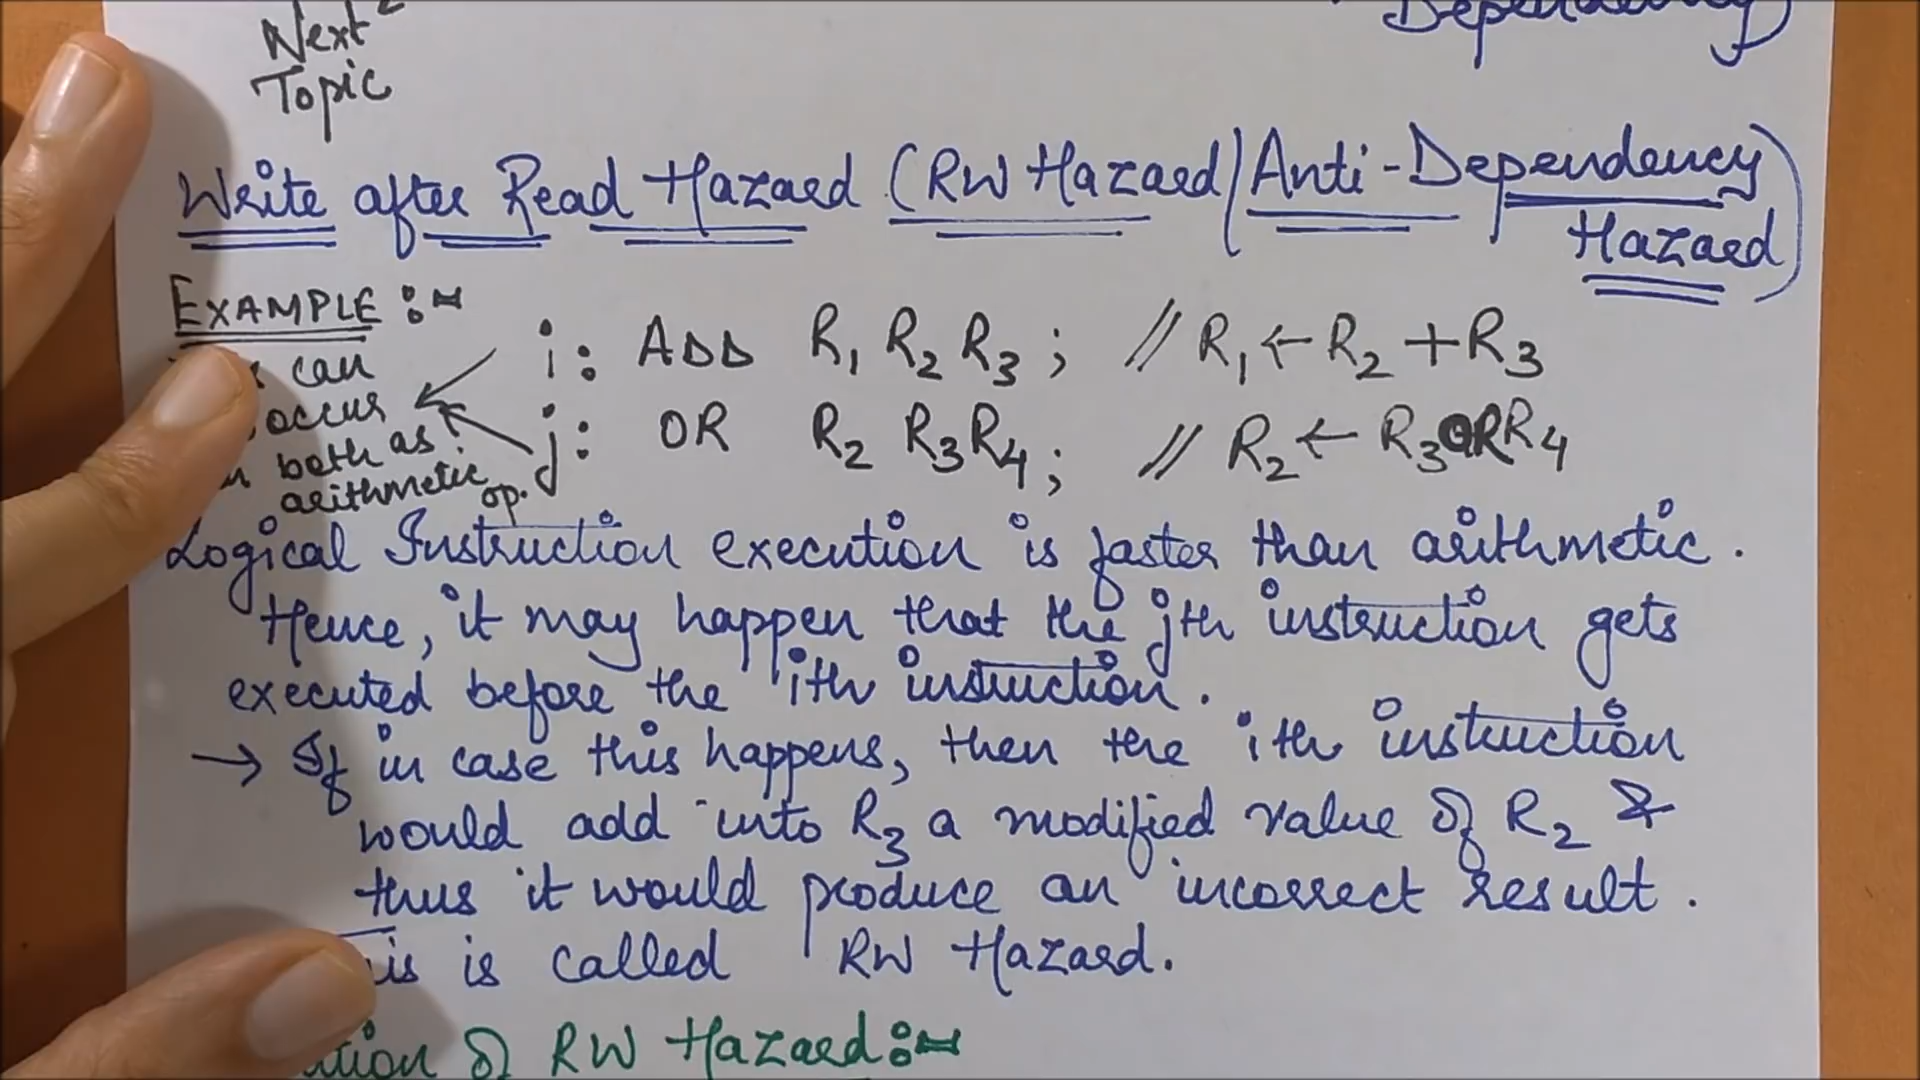 Dependency)
Next
Topic
Write after Read Hazard (RW Hazard/Anti-Dependency
Hazard)
EXAMPLE :-
i: ADD R1 R2 R3 ; // R1 ← R2 + R3
can
occur
both as
arithmetic op.
j: OR R2 R3 R4 ; // R2 ← R3 OR R4
Logical Instruction execution is faster than arithmetic.
Hence, it may happen that the jth instruction gets
executed before the ith instruction.
→ If in case this happens, then the ith instruction
would add into R3 a modified value of R2 &
thus it would produce an incorrect result.
is called RW Hazard.
of RW Hazard :-